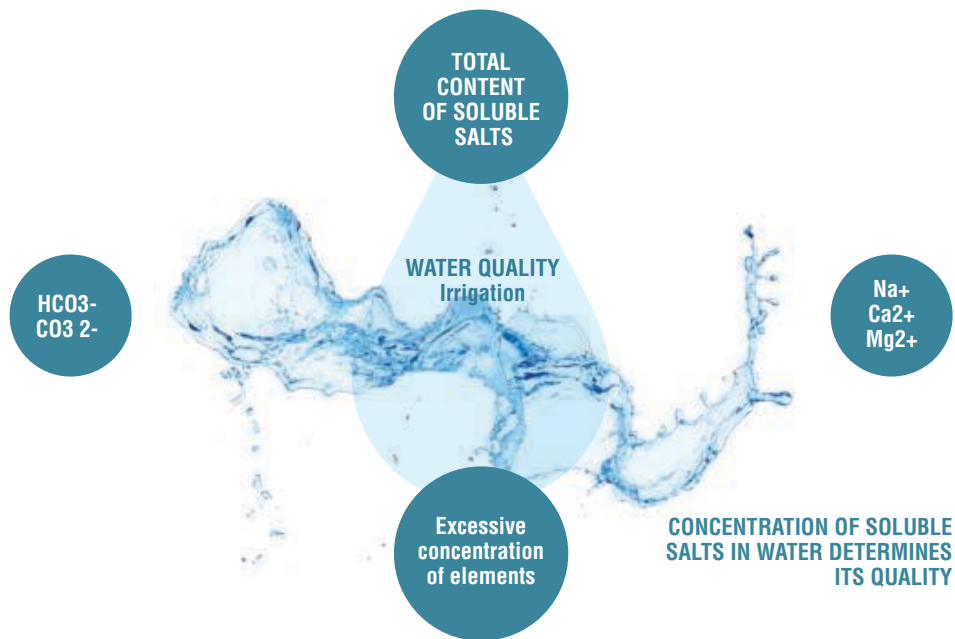 TOTAL
CONTENT
OF SOLUBLE
SALTS
WATER QUALITY
Irrigation
HCO3-
CO3 2-
Na+
Ca2+
Mg2+
Excessive
concentration
of elements
CONCENTRATION OF SOLUBLE
SALTS IN WATER DETERMINES
ITS QUALITY